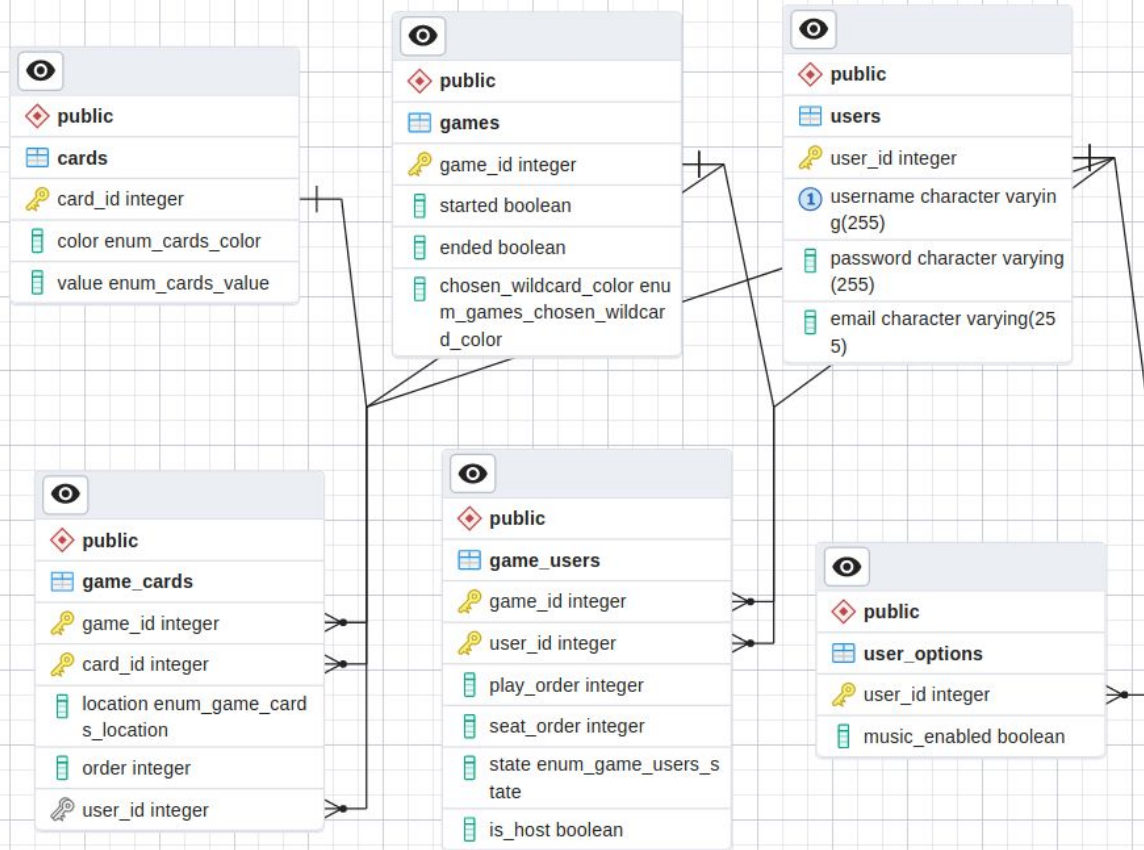 public
cards
card_id integer
color enum_cards_color
value enum_cards_value
public
games
game_id integer
started boolean
ended boolean
chosen_wildcard_color enu
m_games_chosen_wildcar
d_color
public
users
user_id integer
1
username character varyin
g(255)
password character varying
(255)
email character varying(25
5)
public
game_cards
game_id integer
card_id integer
location enum_game_card
s_location
order integer
user_id integer
public
game_users
game_id integer
user_id integer
play_order integer
seat_order integer
state enum_game_users_s
tate
is_host boolean
public
user_options
user_id integer
music_enabled boolean